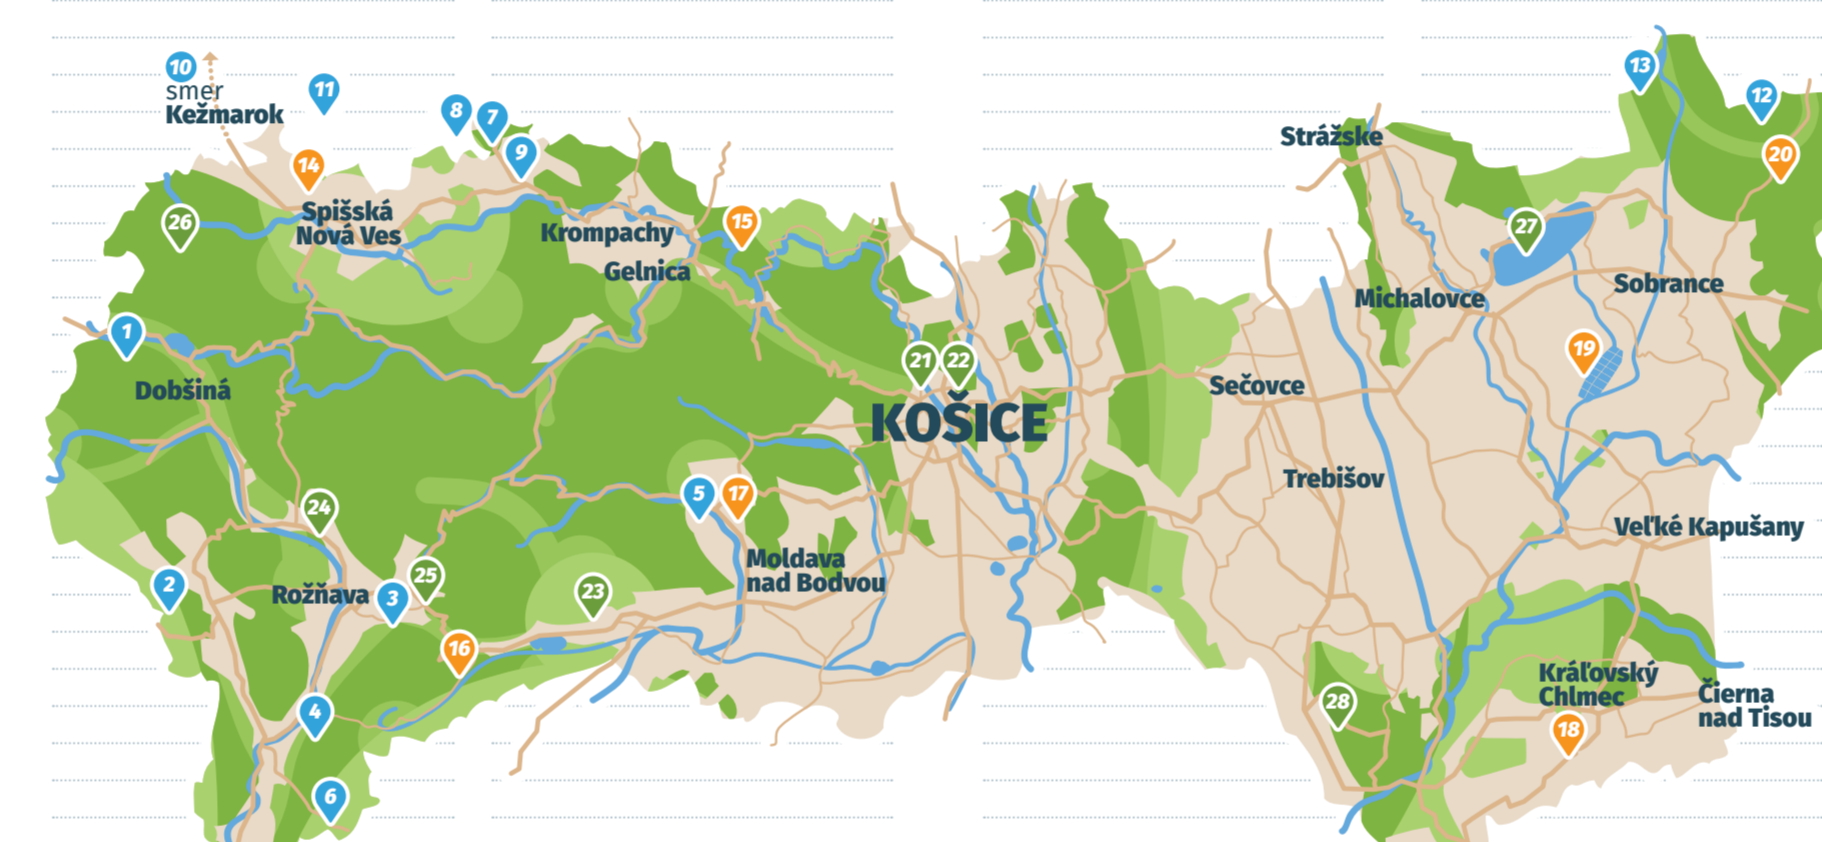 10
smer
Kežmarok
11
8
7
9
13
12
Strážske
14
20
Spišská
Nová Ves
26
Krompachy
15
27
Gelnica
Michalovce
Sobrance
1
21
22
19
Dobšiná
Sečovce
KOŠICE
Trebišov
5
17
24
Veľké Kapušany
Moldava
nad Bodvou
2
Rožňava
3
25
23
16
Kráľovský
Chlmec
Čierna
nad Tisou
4
28
18
6